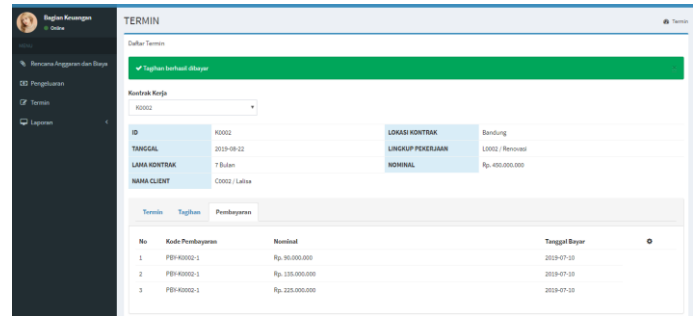 Bagian Keuangan
Online
MENU
Rencana Anggaran dan Biaya
Pengeluaran
Termin
Laporan
TERMIN
Termin
Daftar Termin
Tagihan berhasil dibayar
Kontrak Kerja
K0002
ID K0002 LOKASI KONTRAK Bandung
TANGGAL 2019-08-22 LINGKUP PEKERJAAN L0002 / Renovasi
LAMA KONTRAK 7 Bulan NOMINAL Rp. 450.000.000
NAMA CLIENT C0002 / Lalisa
Termin Tagihan Pembayaran
No Kode Pembayaran Nominal Tanggal Bayar
1 PBY-K0002-1 Rp. 90.000.000 2019-07-10
2 PBY-K0002-1 Rp. 135.000.000 2019-07-10
3 PBY-K0002-1 Rp. 225.000.000 2019-07-10